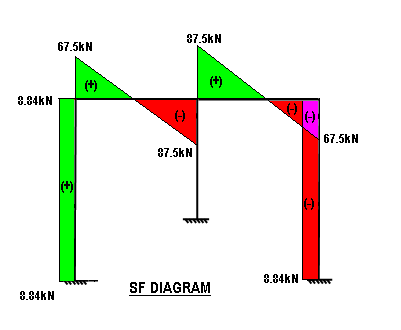 87.5kN
67.5kN
(+)
(+)
8.84kN
(-)
(-)
(-)
67.5kN
87.5kN
(+)
(-)
8.84kN
8.84kN
SF DIAGRAM